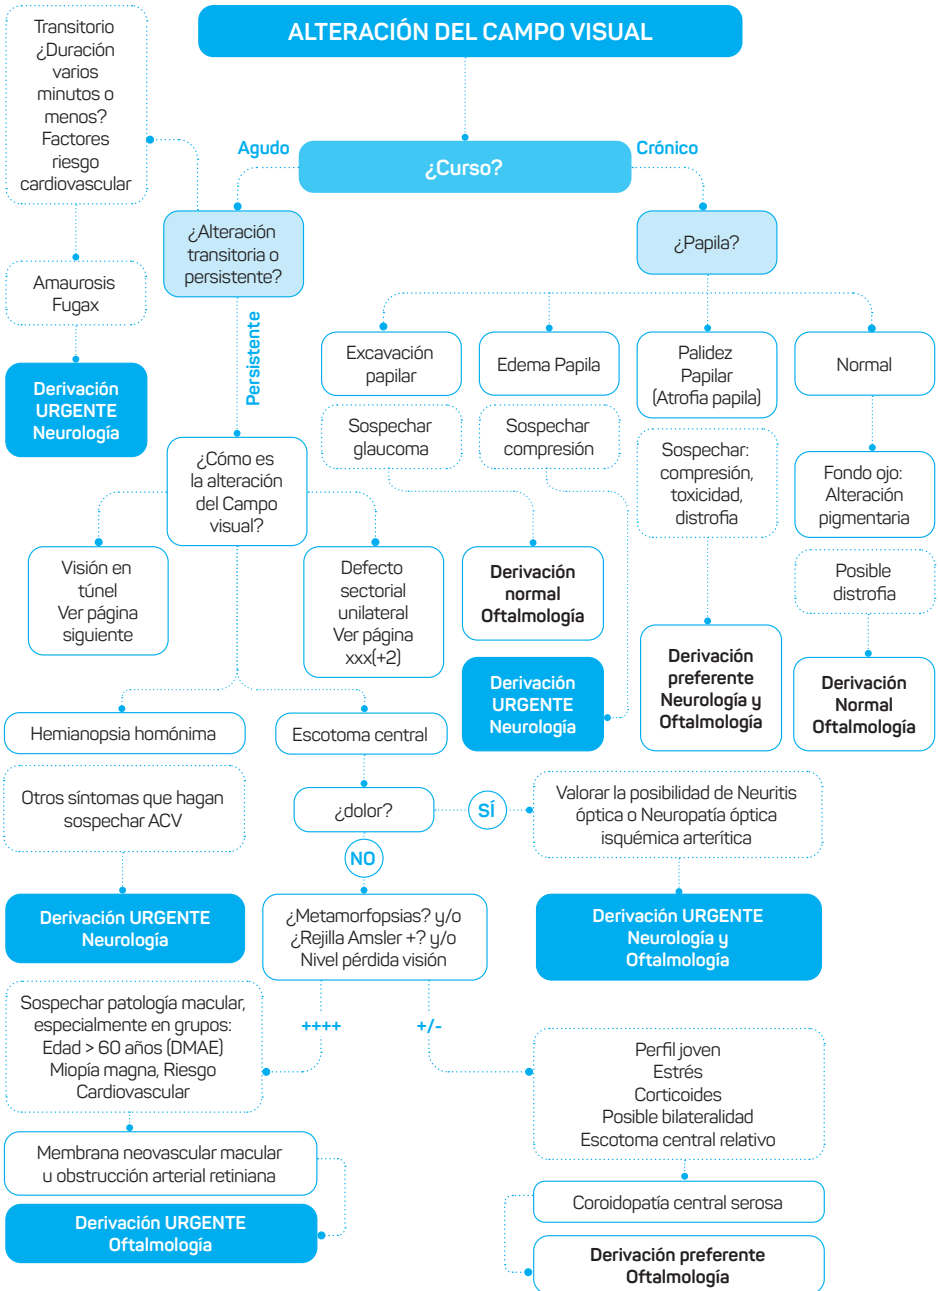 ALTERACIÓN DEL CAMPO VISUAL
Transitorio
¿Duración
varios
minutos o
menos?
Factores
riesgo
cardiovascular
Agudo
¿Curso?
Crónico
¿Alteración
transitoria o
persistente?
¿Papila?
Amaurosis
Fugax
Derivación
URGENTE
Neurología
Persistente
Excavación
papilar
Edema Papila
Palidez
Papilar
(Atrofia papila)
Normal
Sospechar
glaucoma
Sospechar
compresión
Sospechar:
compresión,
toxicidad,
distrofia
Fondo ojo:
Alteración
pigmentaria
¿Cómo es
la alteración
del Campo
visual?
Visión en
túnel
Ver página
siguiente
Defecto
sectorial
unilateral
Ver página
xxx(+2)
Derivación
normal
Oftalmología
Posible
distrofia
Derivación
URGENTE
Neurología
Derivación
preferente
Neurología y
Oftalmología
Derivación
Normal
Oftalmología
Hemianopsia homónima
Escotoma central
Otros síntomas que hagan
sospechar ACV
¿dolor?
SÍ
Valorar la posibilidad de Neuritis
óptica o Neuropatía óptica
isquémica arterítica
NO
Derivación URGENTE
Neurología
¿Metamorfopsias? y/o
¿Rejilla Amsler +? y/o
Nivel pérdida visión
Derivación URGENTE
Neurología y
Oftalmología
Sospechar patología macular,
especialmente en grupos:
Edad > 60 años (DMAE)
Miopía magna, Riesgo
Cardiovascular
++++
+/-
Perfil joven
Estrés
Corticoides
Posible bilateralidad
Escotoma central relativo
Membrana neovascular macular
u obstrucción arterial retiniana
Coroidopatía central serosa
Derivación URGENTE
Oftalmología
Derivación preferente
Oftalmología